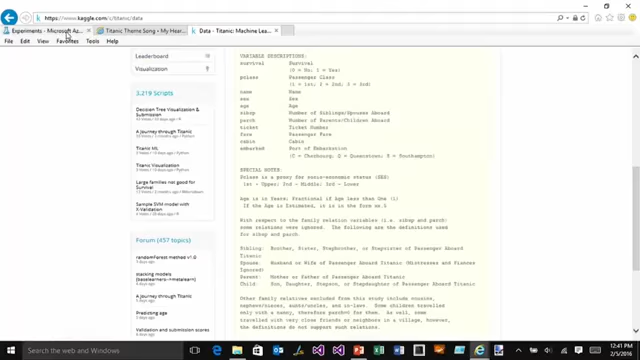 https://www.kaggle.com/c/titanic/data
Experiments - Microsoft Az...
Titanic Theme Song • My Hear...
Data - Titanic: Machine Lea...
File Edit View Favorites Tools Help
Leaderboard
Visualization
3,219 Scripts
Decision Tree Visualization & Submission
A journey through Titanic
Titanic ML
Titanic Visualization
Large families not good for Survival
Sample SVM model with X-Validation
Forum (457 topics)
randomForest method v1.0
stacking models
A journey through Titanic
Predicting age
Validation and submission scores
VARIABLE DESCRIPTIONS:
survival Survival
(0 = No; 1 = Yes)
pclass Passenger Class
(1 = 1st; 2 = 2nd; 3 = 3rd)
name Name
sex Sex
age Age
sibsp Number of Siblings/Spouses Aboard
parch Number of Parents/Children Aboard
ticket Ticket Number
fare Passenger Fare
cabin Cabin
embarked Port of Embarkation
(C = Cherbourg; Q = Queenstown; S = Southampton)
SPECIAL NOTES:
Pclass is a proxy for socio-economic status (SES)
1st ~ Upper; 2nd ~ Middle; 3rd ~ Lower
Age is in Years; Fractional if Age less than One (1)
If the Age is Estimated, it is in the form xx.5
With respect to the family relation variables (i.e. sibsp and parch)
some relations were ignored. The following are the definitions used
for sibsp and parch.
Sibling: Brother, Sister, Stepbrother, or Stepsister of Passenger Aboard
Titanic
Spouse: Husband or Wife of Passenger Aboard Titanic (Mistresses and Fiances
Ignored)
Parent: Mother or Father of Passenger Aboard Titanic
Child: Son, Daughter, Stepson, or Stepdaughter of Passenger Aboard Titanic
Other family relatives excluded from this study include cousins,
nephews/nieces, aunts/uncles, and in-laws. Some children travelled
only with a nanny, therefore parch=0 for them. As well, some
travelled with very close friends or neighbors in a village, however,
the definitions do not support such relations.
Search the web and Windows
12:41 PM
2/5/2016